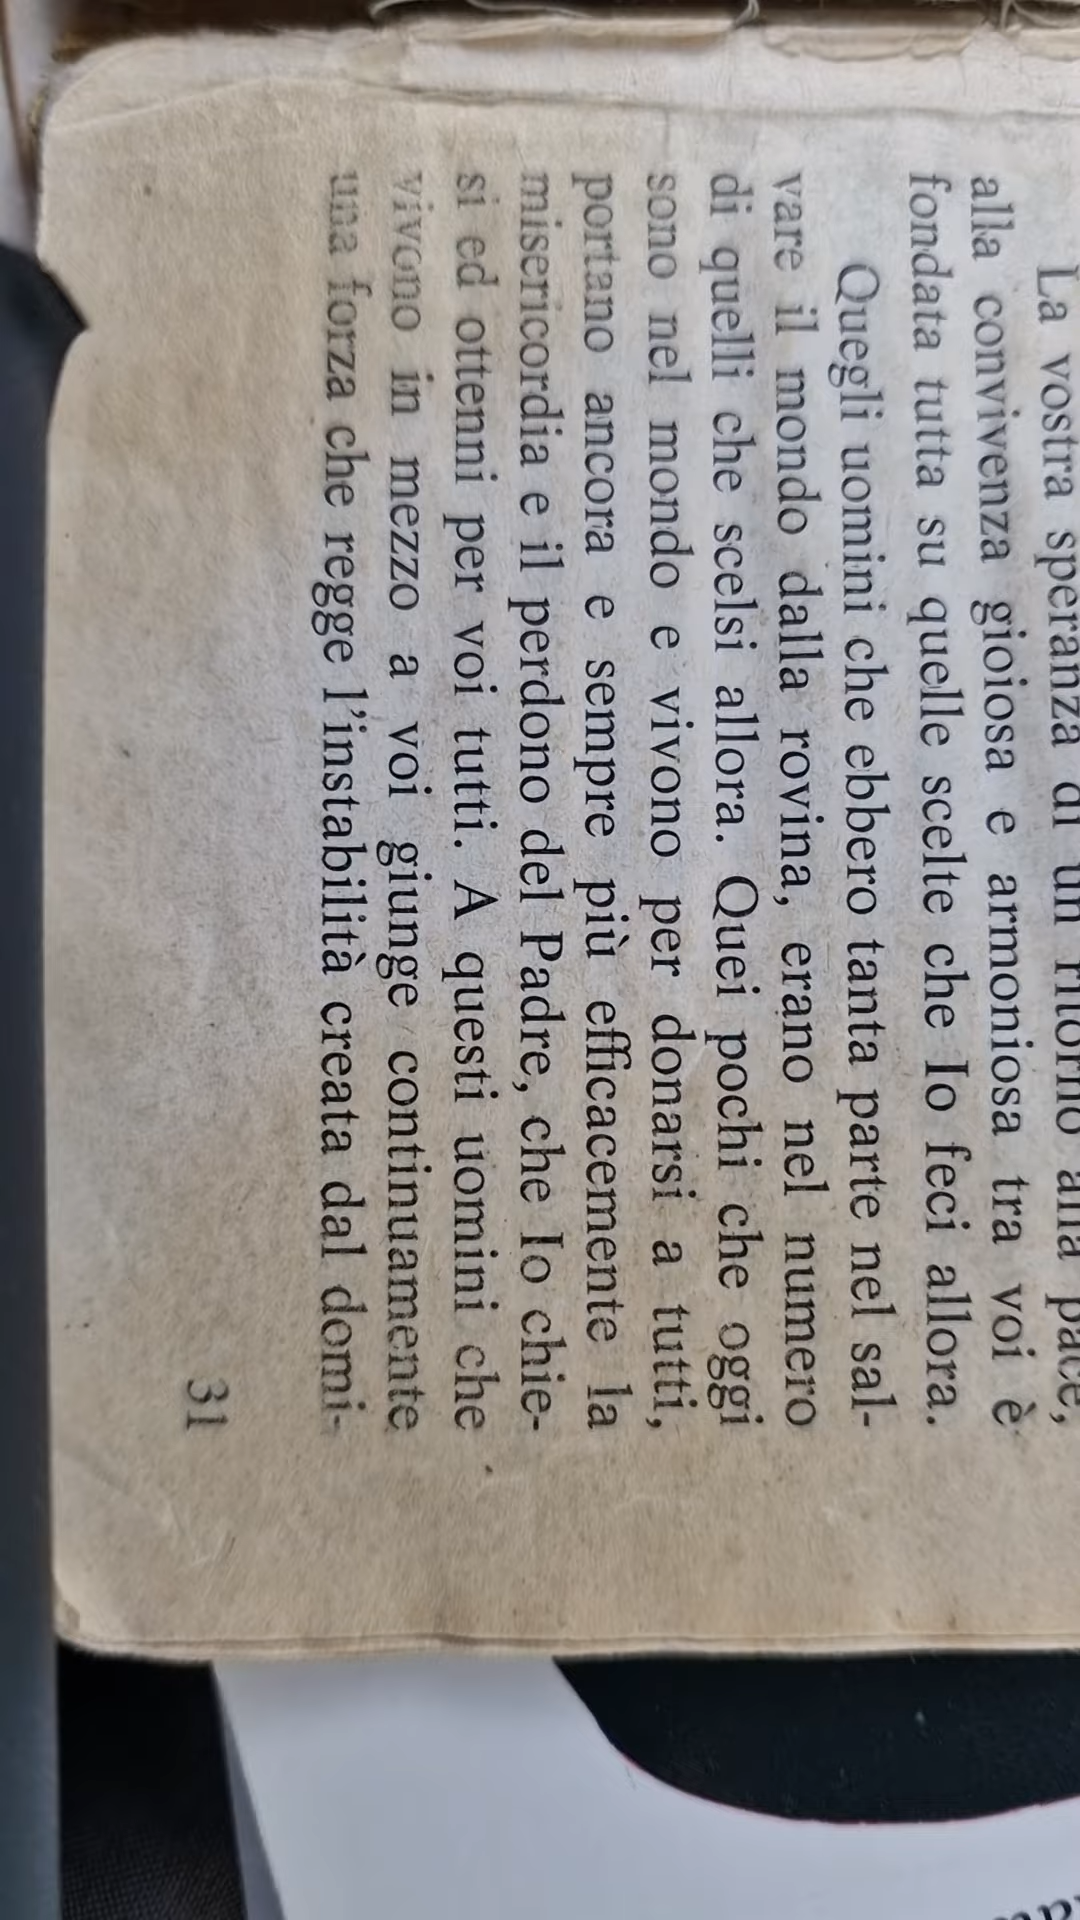 La vostra speranza di un ritorno alla pace,
alla convivenza gioiosa e armoniosa tra voi è
fondata tutta su quelle scelte che Io feci allora.
Quegli uomini che ebbero tanta parte nel sal-
vare il mondo dalla rovina, erano nel numero
di quelli che scelsi allora. Quei pochi che oggi
sono nel mondo e vivono per donarsi a tutti,
portano ancora e sempre più efficacemente la
misericordia e il perdono del Padre, che Io chie-
si ed ottenni per voi tutti. A questi uomini che
vivono in mezzo a voi giunge continuamente
una forza che regge l'instabilità creata dal domi-
31